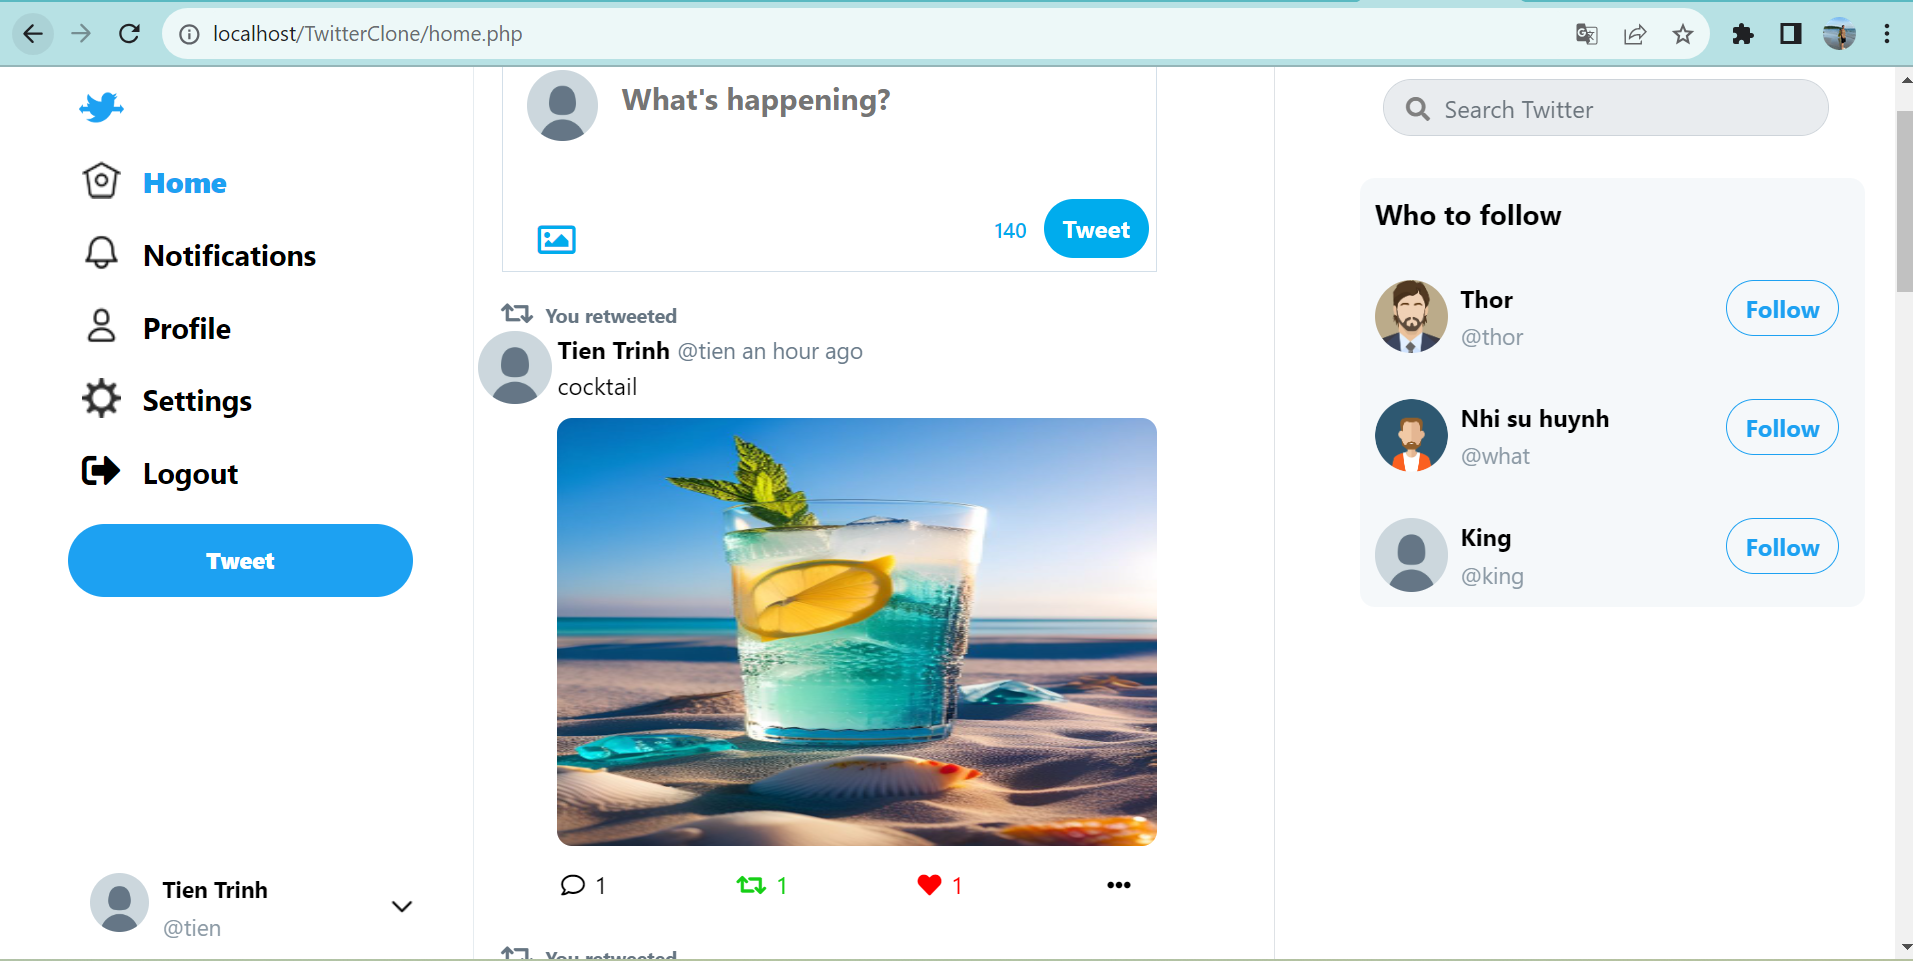 localhost/TwitterClone/home.php
Home
Notifications
Profile
Settings
Logout
Tweet
Tien Trinh
@tien
What's happening?
140
Tweet
You retweeted
Tien Trinh @tien an hour ago
cocktail
1
1
1
You retweeted
Search Twitter
Who to follow
Thor
@thor
Follow
Nhi su huynh
@what
Follow
King
@king
Follow